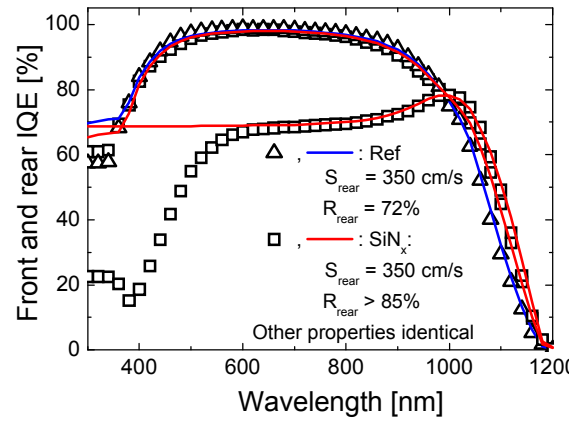 Front and rear IQE [%]
100
80
60
40
20
0
, : Ref
S_rear = 350 cm/s
R_rear = 72%
, : SiN_x:
S_rear = 350 cm/s
R_rear > 85%
Other properties identical
400 600 800 1000 1200
Wavelength [nm]